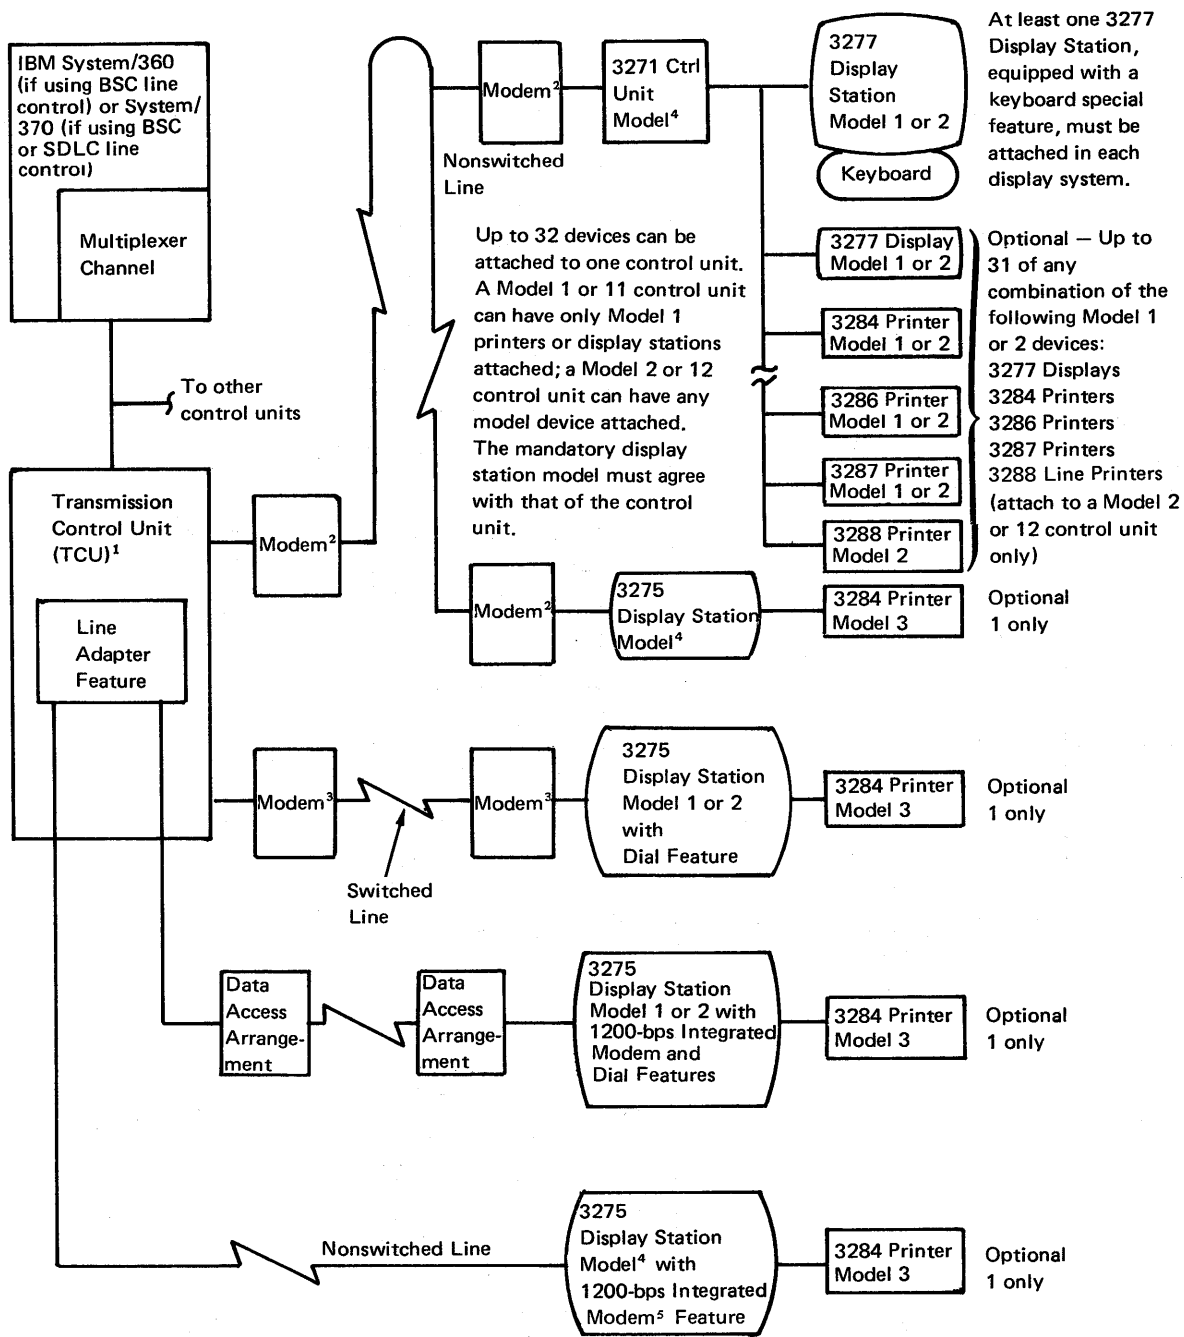 IBM System/360
(if using BSC line
control) or System/
370 (if using BSC
or SDLC line
control)
Multiplexer
Channel
To other
control units
Transmission
Control Unit
(TCU)¹
Line
Adapter
Feature
Modem²
Modem²
Nonswitched
Line
3271 Ctrl
Unit
Model⁴
3277
Display
Station
Model 1 or 2
Keyboard
At least one 3277
Display Station,
equipped with a
keyboard special
feature, must be
attached in each
display system.
Up to 32 devices can be
attached to one control unit.
A Model 1 or 11 control unit
can have only Model 1
printers or display stations
attached; a Model 2 or 12
control unit can have any
model device attached.
The mandatory display
station model must agree
with that of the control
unit.
3277 Display
Model 1 or 2
3284 Printer
Model 1 or 2
3286 Printer
Model 1 or 2
3287 Printer
Model 1 or 2
3288 Printer
Model 2
Optional — Up to
31 of any
combination of the
following Model 1
or 2 devices:
3277 Displays
3284 Printers
3286 Printers
3287 Printers
3288 Line Printers
(attach to a Model 2
or 12 control unit
only)
Modem²
3275
Display Station
Model⁴
3284 Printer
Model 3
Optional
1 only
Modem³
Switched
Line
Modem³
3275
Display Station
Model 1 or 2
with
Dial Feature
3284 Printer
Model 3
Optional
1 only
Data
Access
Arrange-
ment
Data
Access
Arrange-
ment
3275
Display Station
Model 1 or 2 with
1200-bps Integrated
Modem and
Dial Features
3284 Printer
Model 3
Optional
1 only
Nonswitched Line
3275
Display Station
Model⁴ with
1200-bps Integrated
Modem⁵ Feature
3284 Printer
Model 3
Optional
1 only